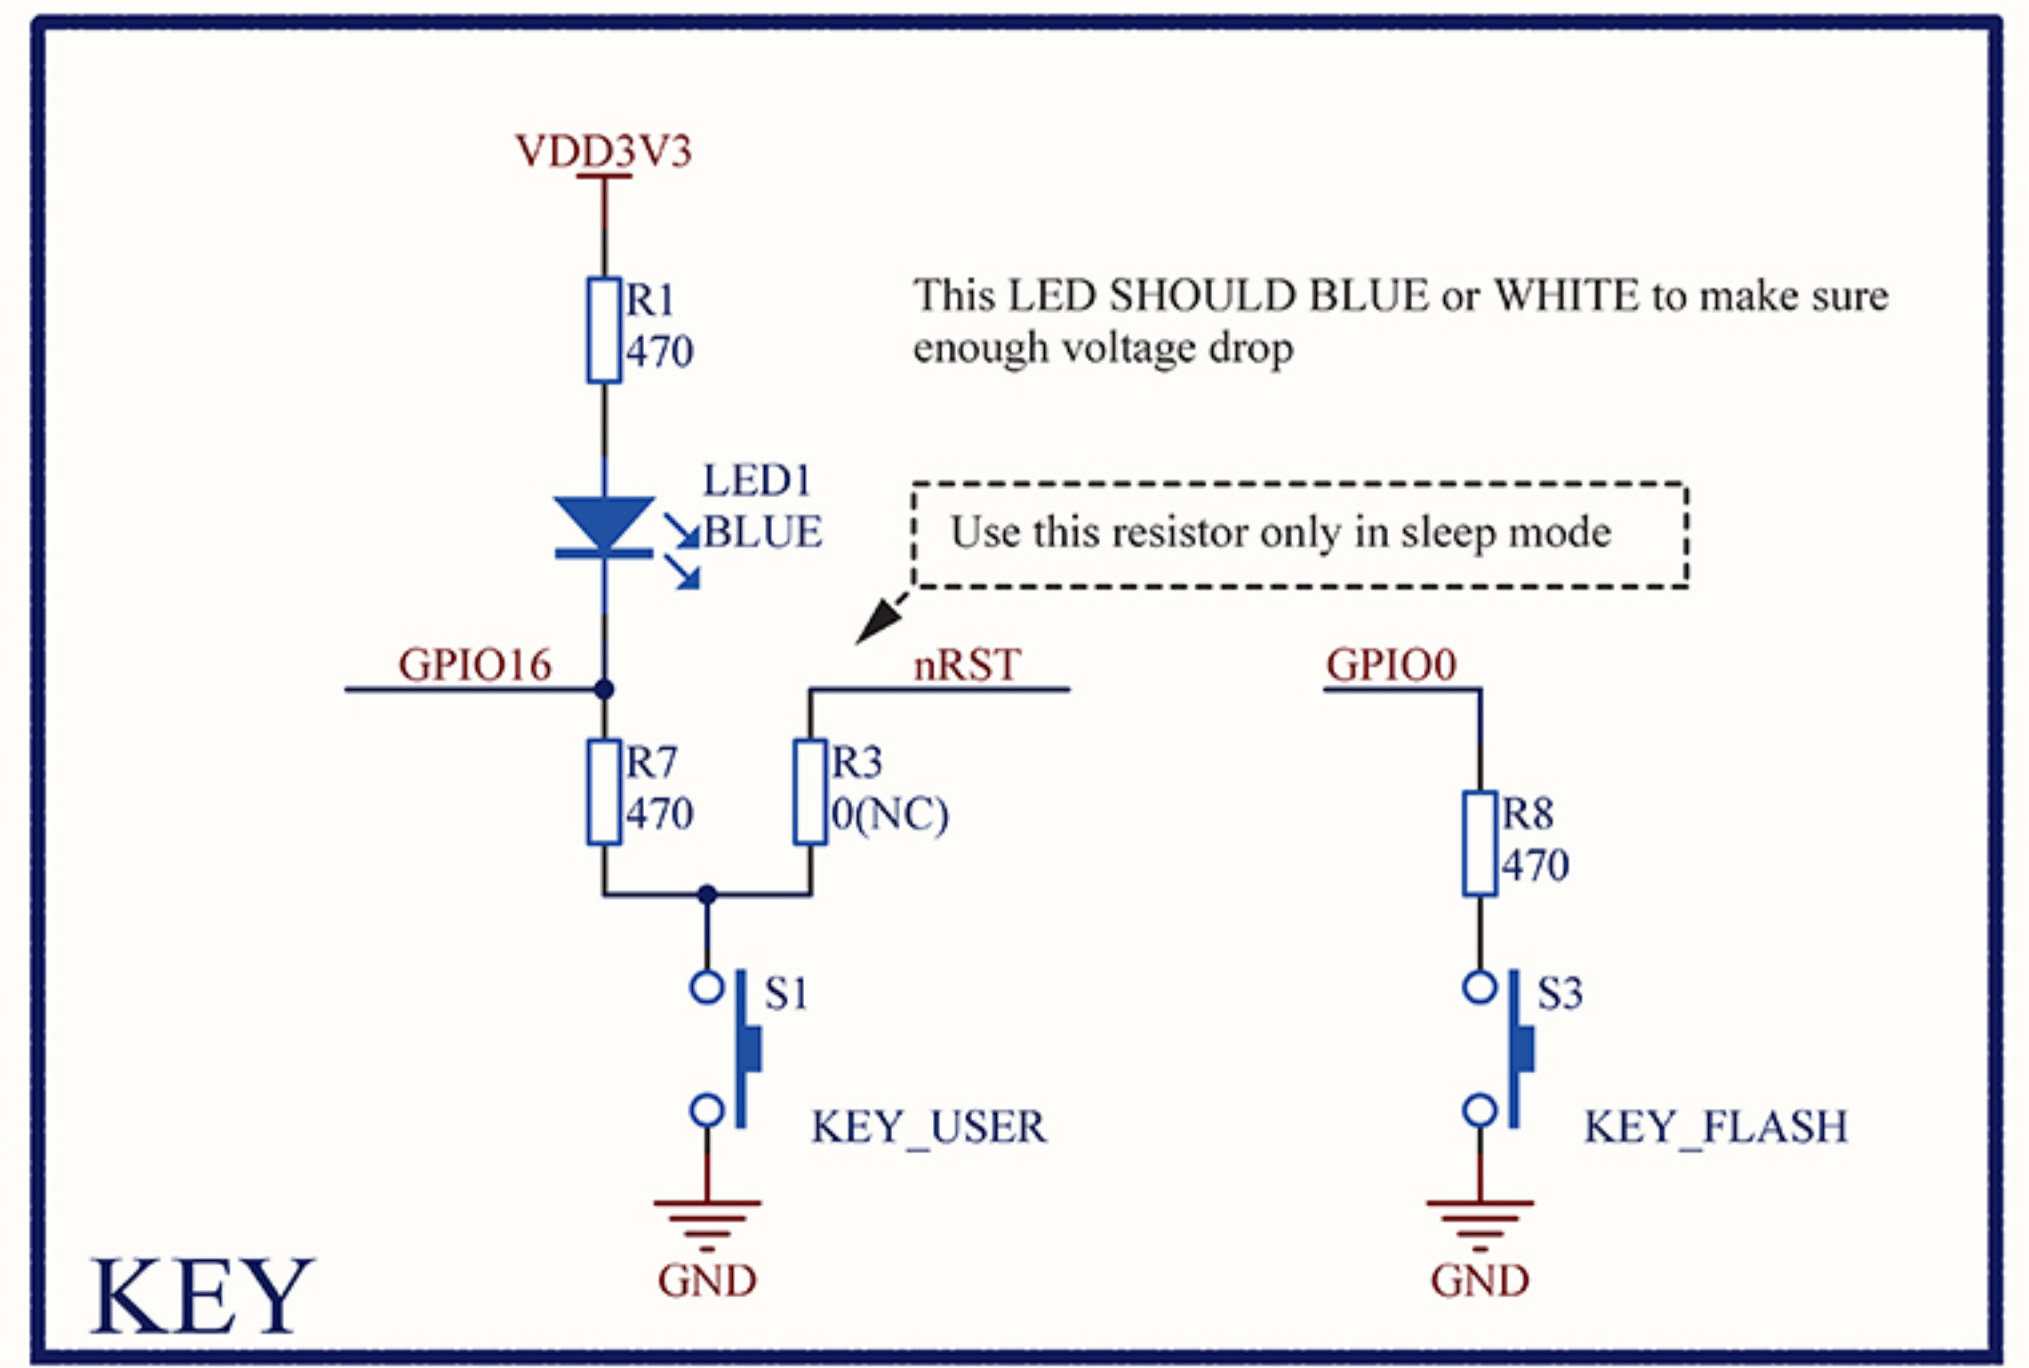 VDD3V3
R1
470
This LED SHOULD BLUE or WHITE to make sure
enough voltage drop
LED1
BLUE
Use this resistor only in sleep mode
GPIO16
nRST
GPIO0
R7
470
R3
0(NC)
R8
470
S1
S3
KEY_USER
KEY_FLASH
GND
GND
KEY